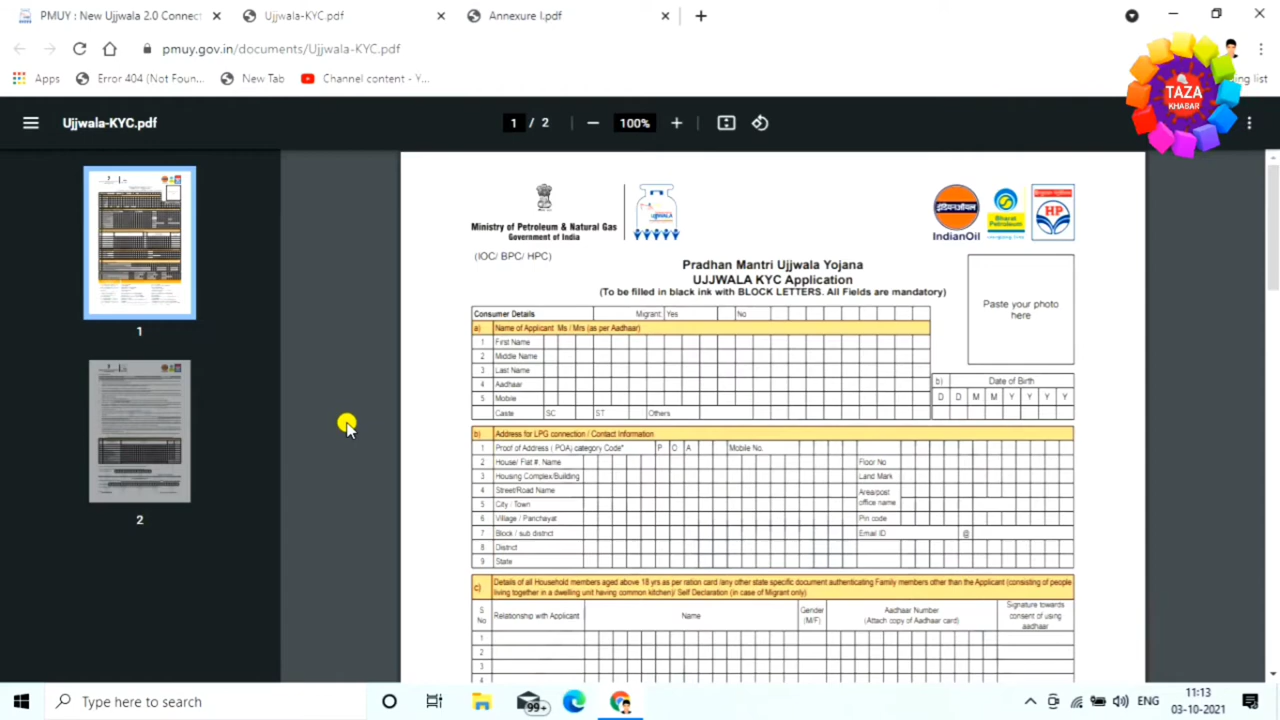 PMUY : New Ujjwala 2.0 Connect
Ujjwala-KYC.pdf
Annexure I.pdf
pmuy.gov.in/documents/Ujjwala-KYC.pdf
Apps
Error 404 (Not Foun...
New Tab
Channel content - Y...
TAZA
KHABAR
Ujjwala-KYC.pdf
1 / 2
100%
1
2
Ministry of Petroleum & Natural Gas
Government of India
(IOC/ BPC/ HPC)
इंडियनऑयल
IndianOil
Bharat
Petroleum
HP
Pradhan Mantri Ujjwala Yojana
UJJWALA KYC Application
(To be filled in black ink with BLOCK LETTERS. All Fields are mandatory)
Paste your photo
here
Consumer Details Migrant: Yes No
a) Name of Applicant Ms / Mrs (as per Aadhaar)
1 First Name
2 Middle Name
3 Last Name
4 Aadhaar
5 Mobile
Caste SC ST Others
b) Date of Birth
D D M M Y Y Y Y
b) Address for LPG connection / Contact Information
1 Proof of Address ( POA) category Code* P O A Mobile No.
2 House/ Flat #. Name Floor No
3 Housing Complex/Building Land Mark
4 Street/Road Name Area/post
office name
5 City / Town
6 Village / Panchayat Pin code
7 Block / sub district Email ID @
8 District
9 State
c) Details of all Household members aged above 18 yrs as per ration card /any other state specific document authenticating Family members other than the Applicant (consisting of people
living together in a dwelling unit having common kitchen)/ Self Declaration (in case of Migrant only)
S. No Relationship with Applicant Name Gender (M/F) Aadhaar Number (Attach copy of Aadhaar card) Signature towards consent of using aadhaar
1
2
3
4
Type here to search
99+
ENG
11:13
03-10-2021